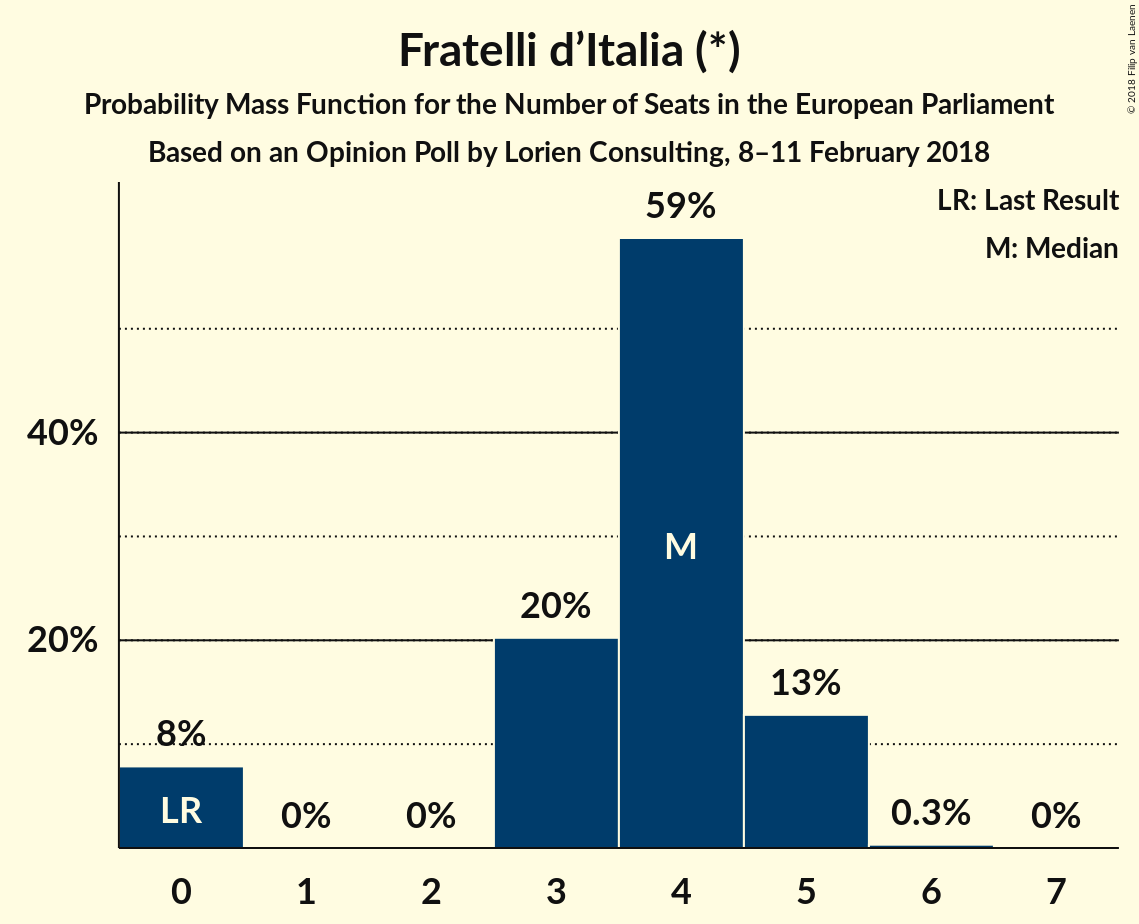 Fratelli d’Italia (*)
Probability Mass Function for the Number of Seats in the European Parliament
Based on an Opinion Poll by Lorien Consulting, 8–11 February 2018
© 2018 Filip van Laenen
LR: Last Result
M: Median
59%
40%
M
20%
20%
13%
8%
LR
0%
0%
0.3%
0%
0 1 2 3 4 5 6 7